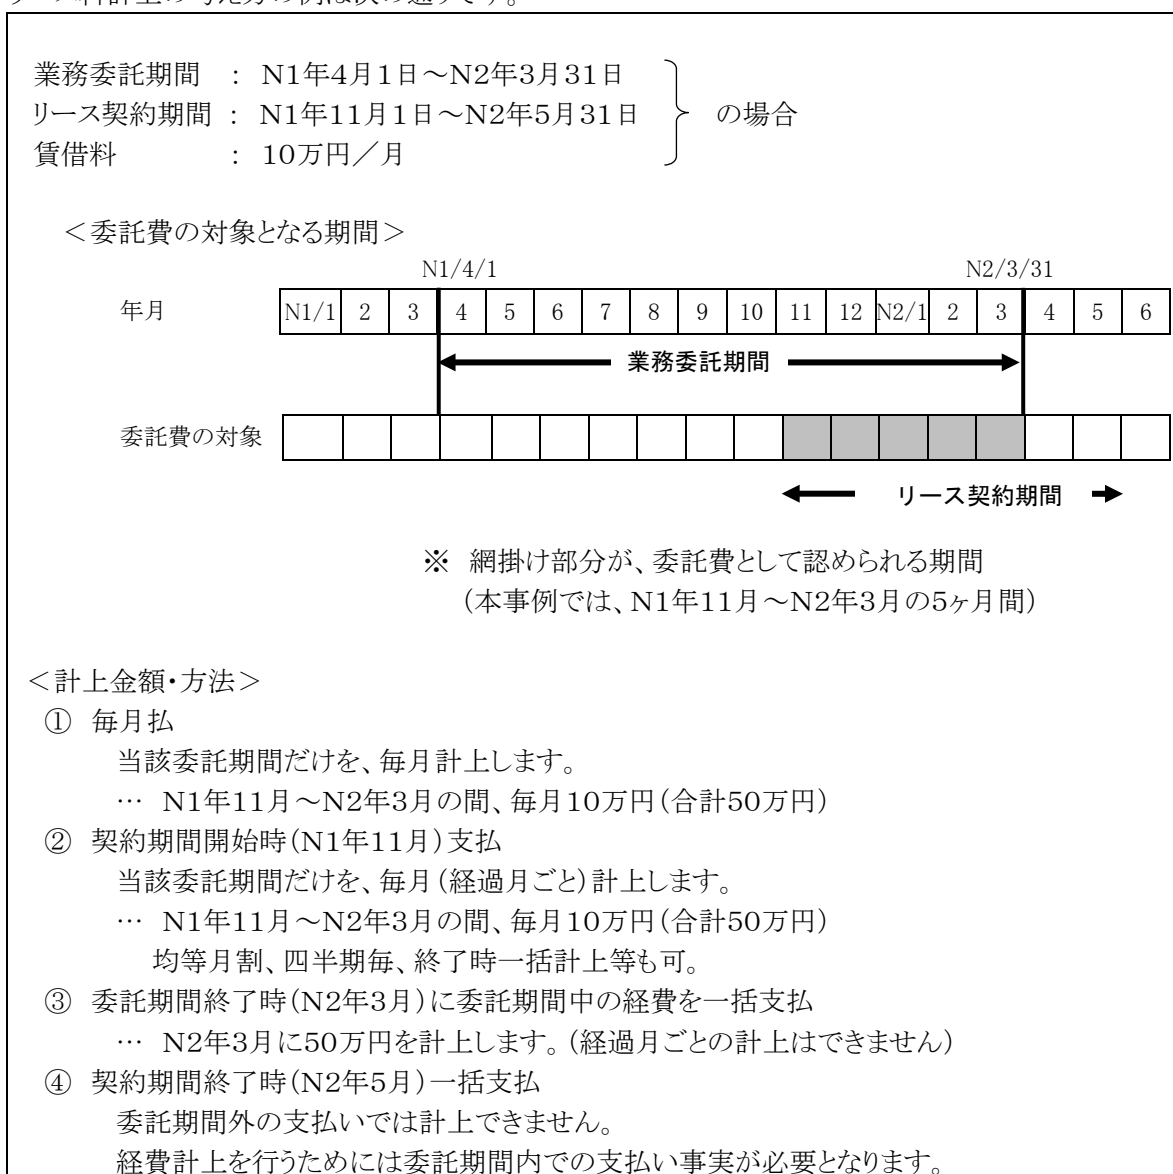 リース料計上の考え方の例は次の通りです。
業務委託期間 : N1年4月1日~N2年3月31日
リース契約期間 : N1年11月1日~N2年5月31日
の場合
賃借料 : 10万円/月
<委託費の対象となる期間>
N1/4/1 N2/3/31
年月 N1/1 2 3 4 5 6 7 8 9 10 11 12 N2/1 2 3 4 5 6
業務委託期間
委託費の対象
リース契約期間
※ 網掛け部分が、委託費として認められる期間
(本事例では、N1年11月~N2年3月の5ヶ月間)
<計上金額・方法>
① 毎月払
当該委託期間だけを、毎月計上します。
… N1年11月~N2年3月の間、毎月10万円(合計50万円)
② 契約期間開始時(N1年11月)支払
当該委託期間だけを、毎月(経過月ごと)計上します。
… N1年11月~N2年3月の間、毎月10万円(合計50万円)
均等月割、四半期毎、終了時一括計上等も可。
③ 委託期間終了時(N2年3月)に委託期間中の経費を一括支払
… N2年3月に50万円を計上します。(経過月ごとの計上はできません)
④ 契約期間終了時(N2年5月)一括支払
委託期間外の支払いでは計上できません。
経費計上を行うためには委託期間内での支払い事実が必要となります。